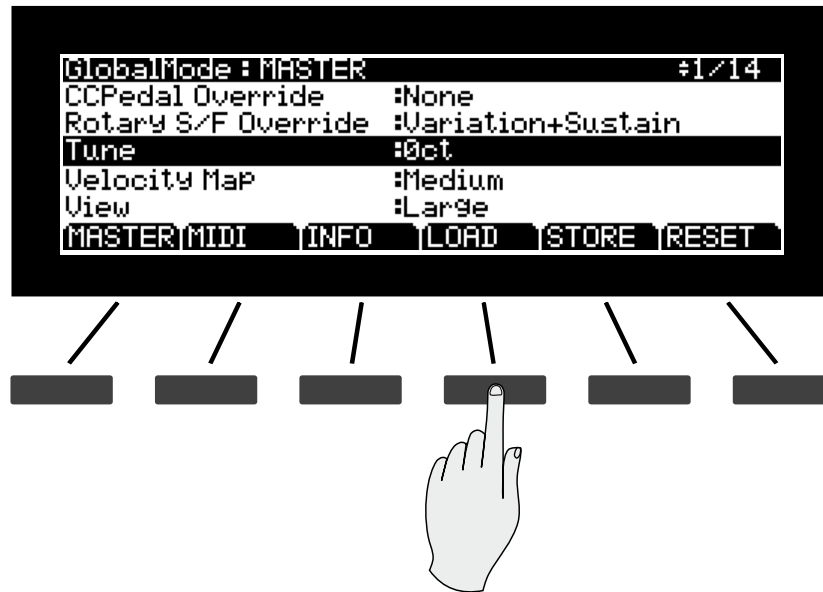 GlobalMode : MASTER ÷1/14
CCPedal Override :None
Rotary S/F Override :Variation+Sustain
Tune :0ct
Velocity Map :Medium
View :Large
MASTER MIDI INFO LOAD STORE RESET